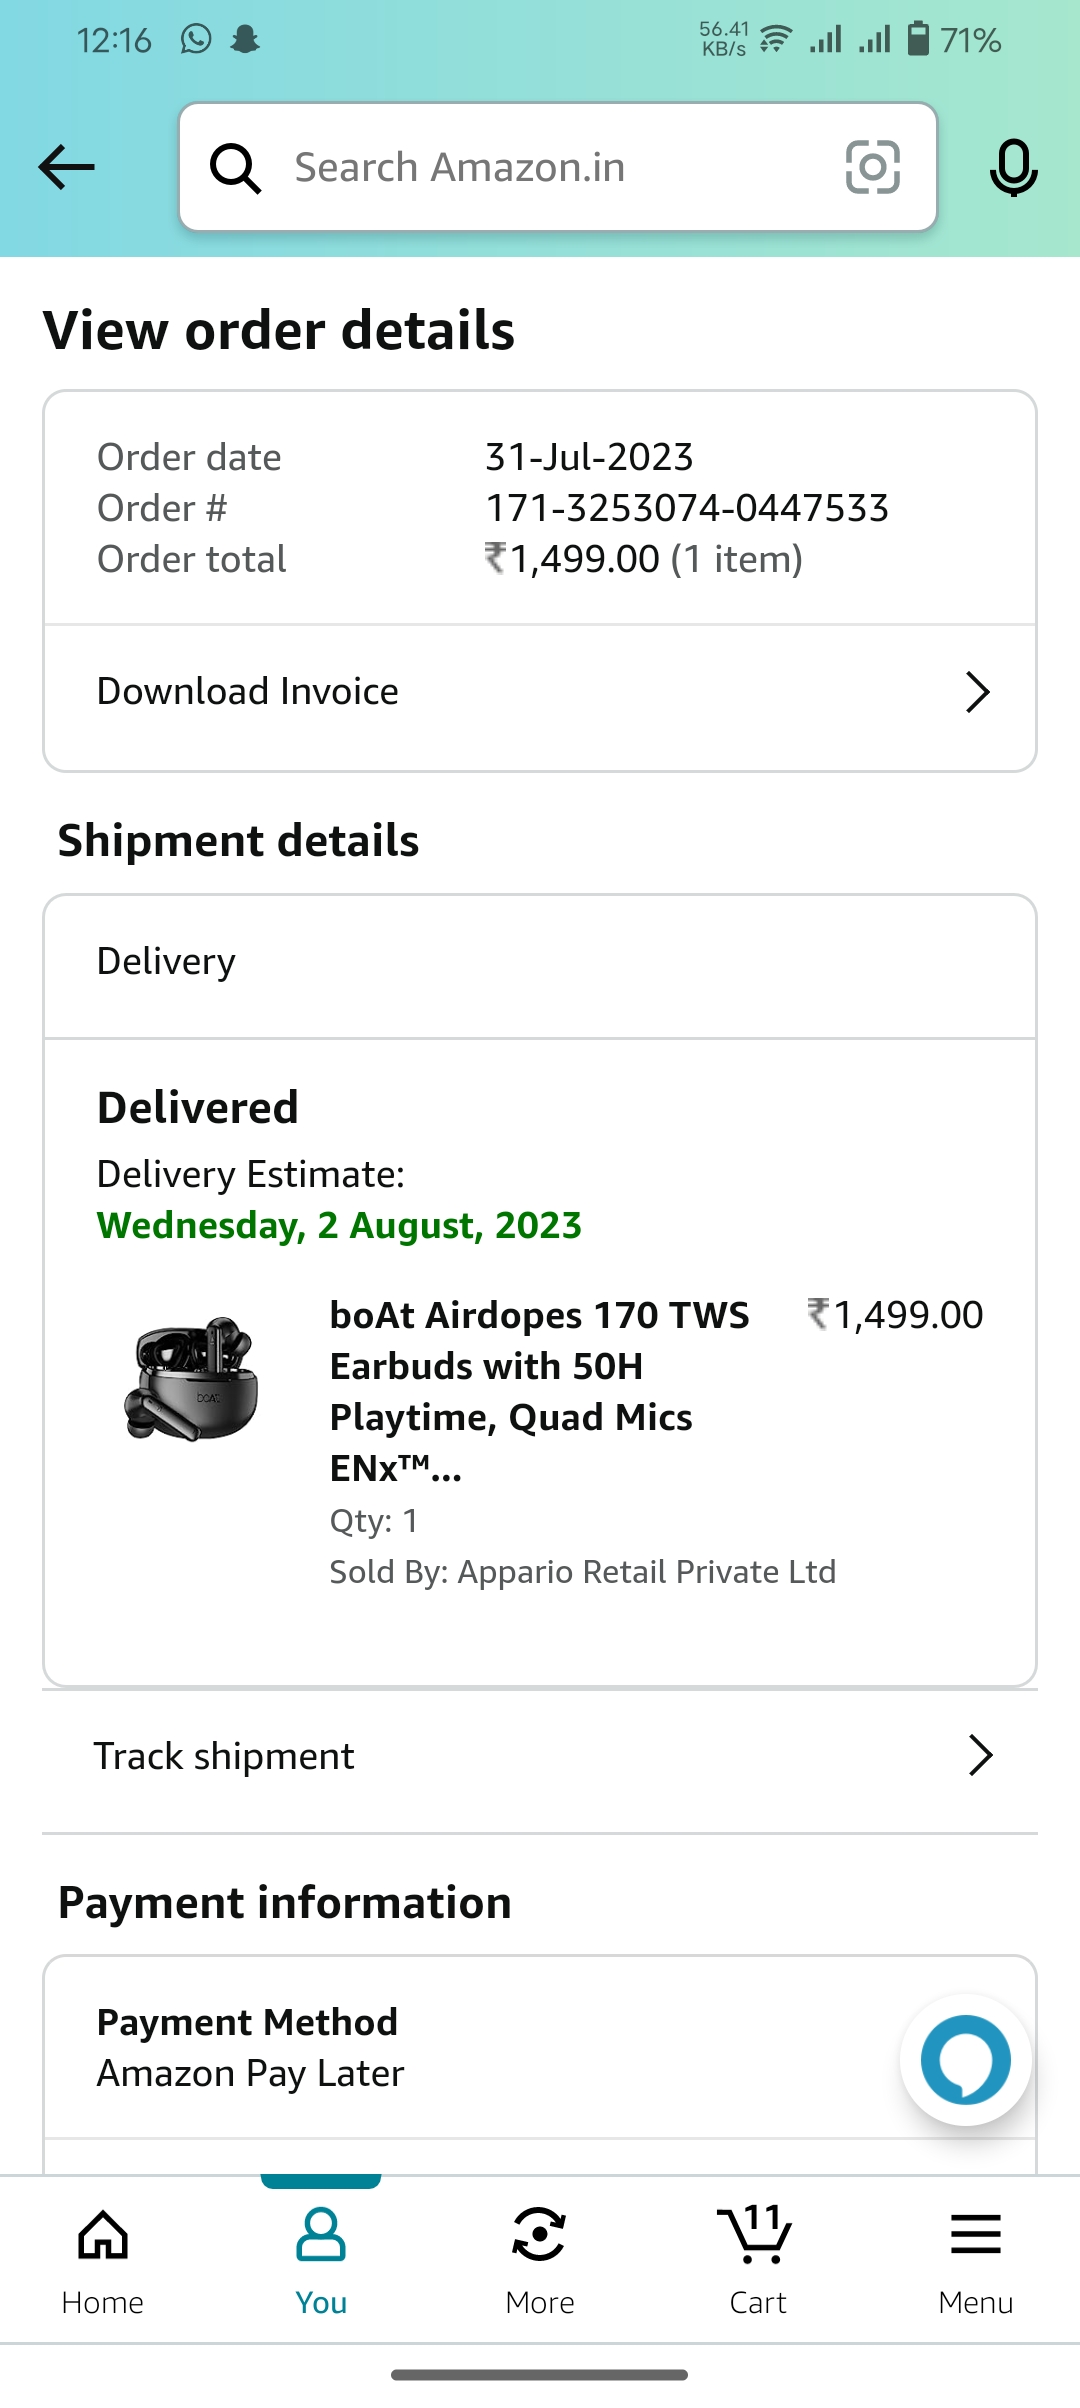 12:16
56.41
KB/s
71%
Search Amazon.in
View order details
Order date 31-Jul-2023
Order # 171-3253074-0447533
Order total ₹1,499.00 (1 item)
Download Invoice
Shipment details
Delivery
Delivered
Delivery Estimate:
Wednesday, 2 August, 2023
boAt Airdopes 170 TWS ₹1,499.00
Earbuds with 50H
Playtime, Quad Mics
ENx™...
boAt
Qty: 1
Sold By: Appario Retail Private Ltd
Track shipment
Payment information
Payment Method
Amazon Pay Later
11
Home You More Cart Menu